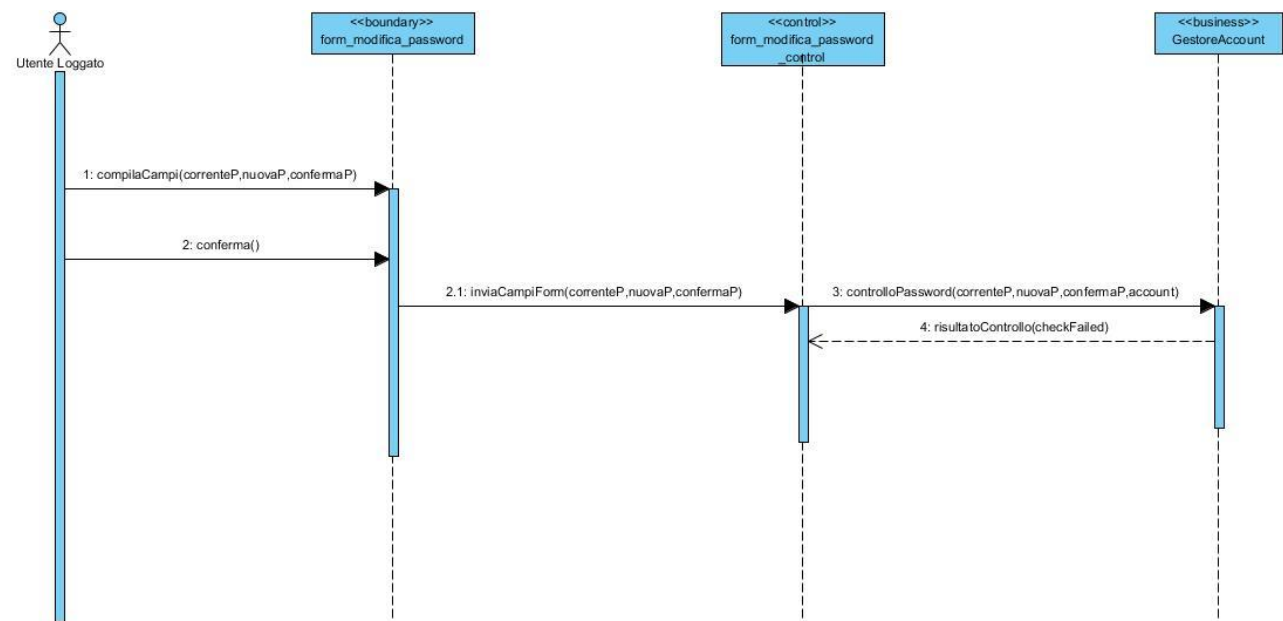 <<boundary>>
form_modifica_password
<<control>>
form_modifica_password
_control
<<business>>
GestoreAccount
Utente Loggato
1: compilaCampi(correnteP,nuovaP,confermaP)
2: conferma()
2.1: inviaCampiForm(correnteP,nuovaP,confermaP)
3: controlloPassword(correnteP,nuovaP,confermaP,account)
4: risultatoControllo(checkFailed)